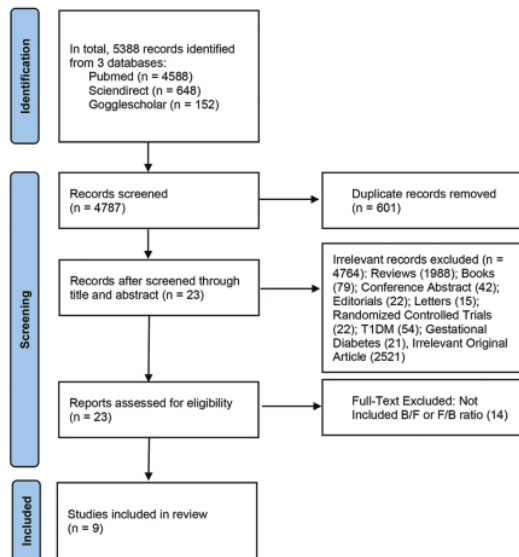 Identification
In total, 5388 records identified
from 3 databases:
Pubmed (n = 4588)
Sciendirect (n = 648)
Gogglescholar (n = 152)
Screening
Records screened
(n = 4787)
Duplicate records removed
(n = 601)
Records after screened through
title and abstract (n = 23)
Irrelevant records excluded (n =
4764): Reviews (1988); Books
(79); Conference Abstract (42);
Editorials (22); Letters (15);
Randomized Controlled Trials
(22); T1DM (54); Gestational
Diabetes (21), Irrelevant Original
Article (2521)
Reports assessed for eligibility
(n = 23)
Full-Text Excluded: Not
Included B/F or F/B ratio (14)
Included
Studies included in review
(n = 9)